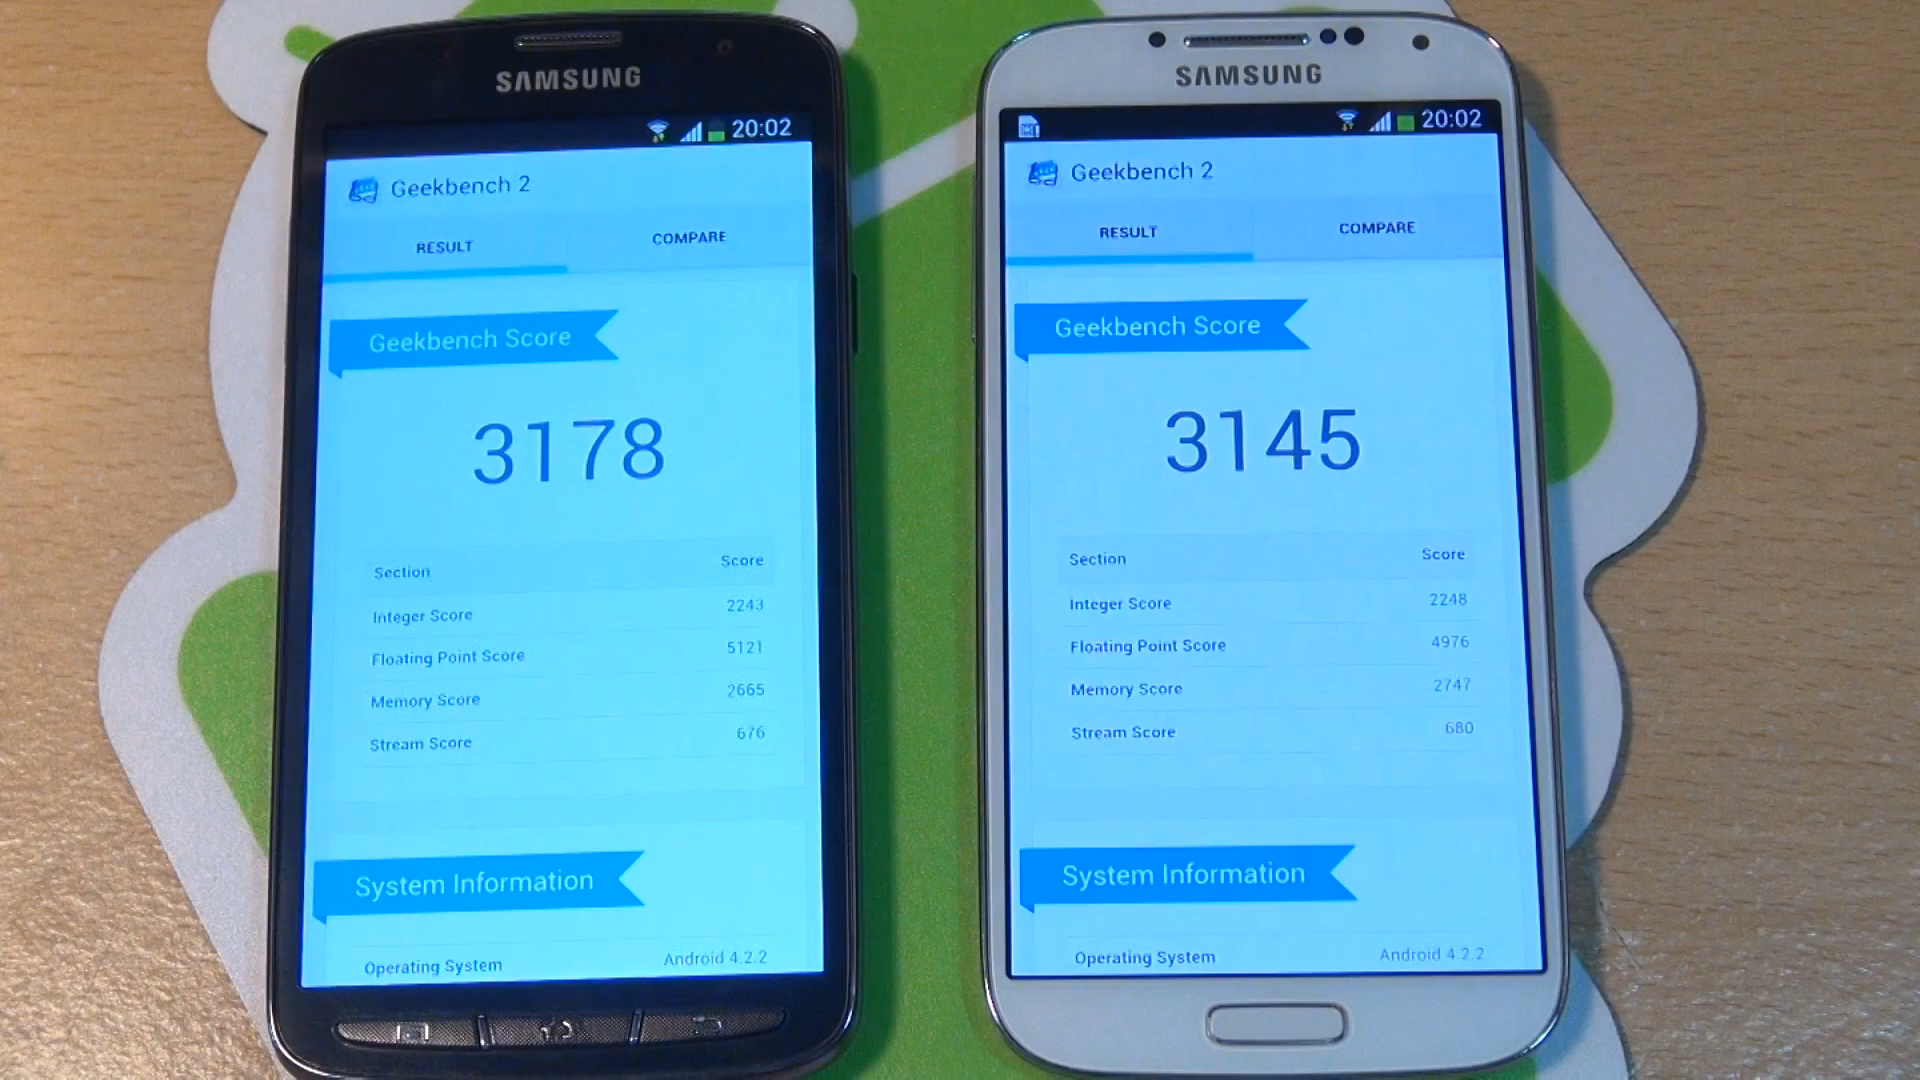 SAMSUNG
20:02
Geekbench 2
RESULT COMPARE
Geekbench Score
3178
Section Score
Integer Score 2243
Floating Point Score 5121
Memory Score 2665
Stream Score 676
System Information
Operating System Android 4.2.2
SAMSUNG
20:02
Geekbench 2
RESULT COMPARE
Geekbench Score
3145
Section Score
Integer Score 2248
Floating Point Score 4976
Memory Score 2747
Stream Score 680
System Information
Operating System Android 4.2.2